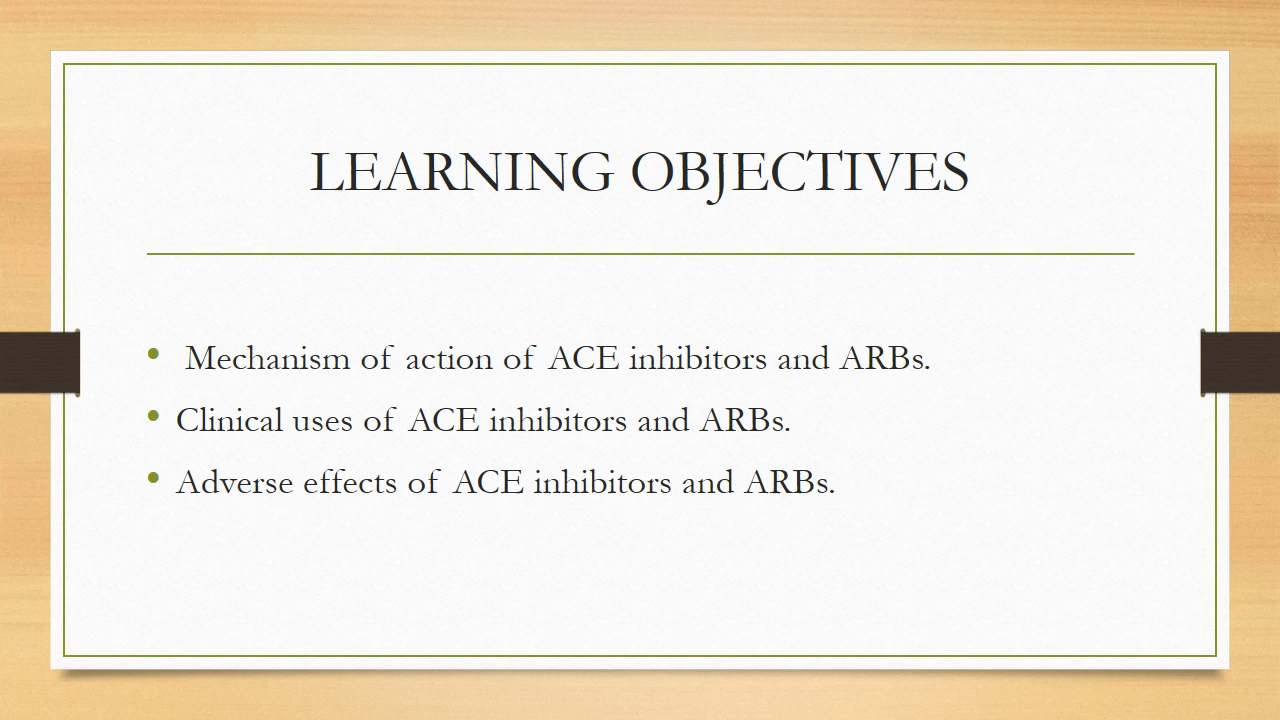 LEARNING OBJECTIVES
• Mechanism of action of ACE inhibitors and ARBs.
• Clinical uses of ACE inhibitors and ARBs.
• Adverse effects of ACE inhibitors and ARBs.